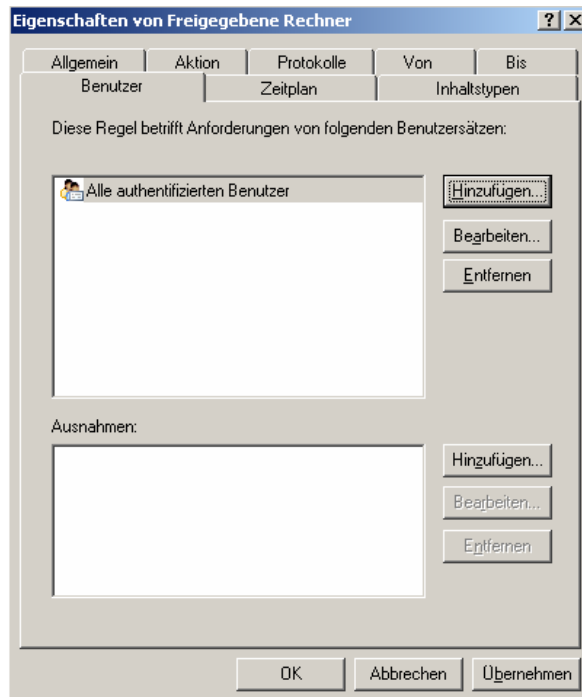 Eigenschaften von Freigegebene Rechner
Allgemein Aktion Protokolle Von Bis
Benutzer Zeitplan Inhaltstypen
Diese Regel betrifft Anforderungen von folgenden Benutzersätzen:
Alle authentifizierten Benutzer
Hinzufügen...
Bearbeiten...
Entfernen
Ausnahmen:
Hinzufügen...
Bearbeiten...
Entfernen
OK Abbrechen Übernehmen